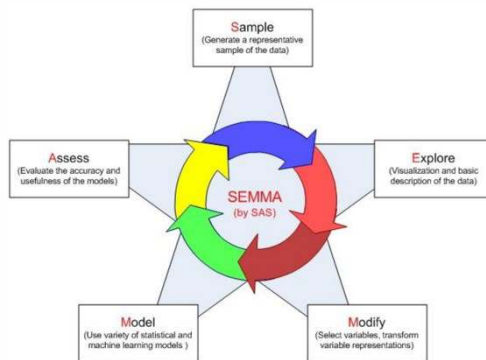 Sample
(Generate a representative
sample of the data)
Assess
(Evaluate the accuracy and
usefulness of the models)
SEMMA
(by SAS)
Explore
(Visualization and basic
description of the data)
Model
(Use variety of statistical and
machine learning models )
Modify
(Select variables, transform
variable representations)